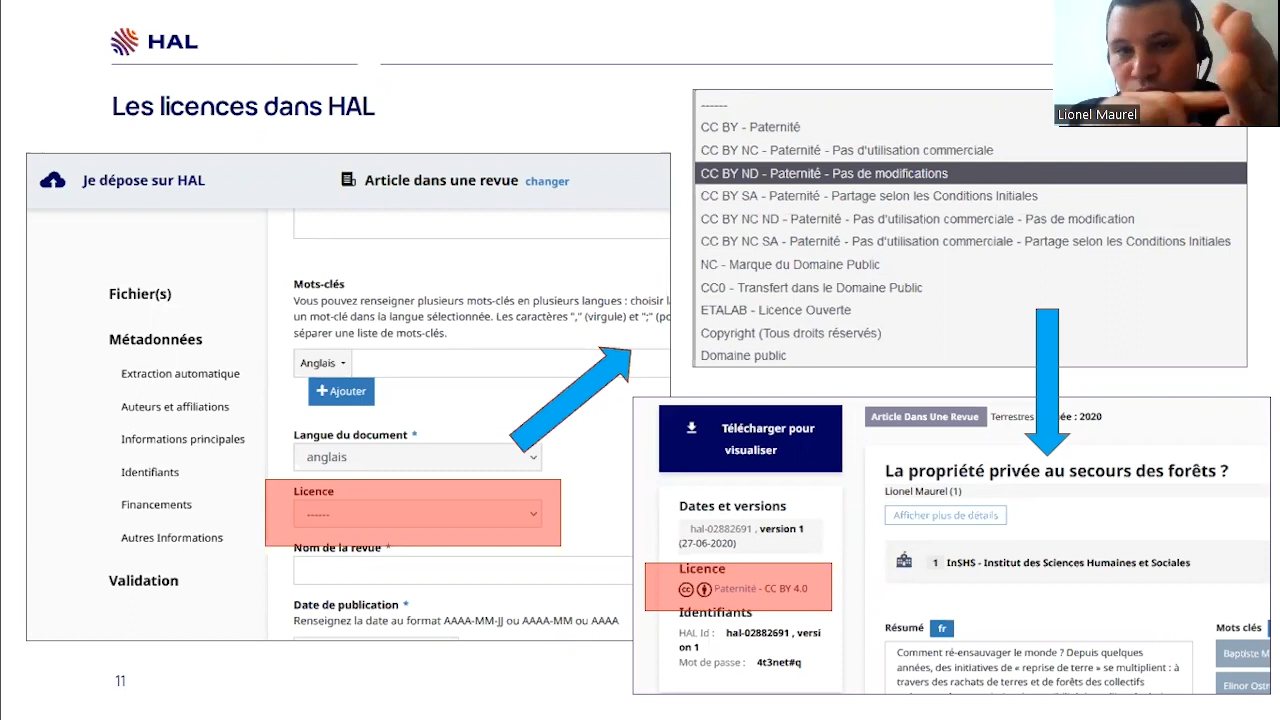 HAL
Lionel Maurel
Les licences dans HAL
Je dépose sur HAL
Article dans une revue changer
Mots-clés
Vous pouvez renseigner plusieurs mots-clés en plusieurs langues : choisir
un mot-clé dans la langue sélectionnée. Les caractères "," (virgule) et ";"
séparer une liste de mots-clés.
Anglais
Ajouter
Fichier(s)
Métadonnées
Extraction automatique
Auteurs et affiliations
Informations principales
Identifiants
Financements
Autres Informations
Validation
Langue du document *
anglais
Licence
------
Nom de la revue *
Date de publication *
Renseignez la date au format AAAA-MM-JJ ou AAAA-MM ou AAAA
------
CC BY - Paternité
CC BY NC - Paternité - Pas d'utilisation commerciale
CC BY ND - Paternité - Pas de modifications
CC BY SA - Paternité - Partage selon les Conditions Initiales
CC BY NC ND - Paternité - Pas d'utilisation commerciale - Pas de modification
CC BY NC SA - Paternité - Pas d'utilisation commerciale - Partage selon les Conditions Initiales
NC - Marque du Domaine Public
CC0 - Transfert dans le Domaine Public
ETALAB - Licence Ouverte
Copyright (Tous droits réservés)
Domaine public
Télécharger pour
visualiser
Dates et versions
hal-02882691 , version 1
(27-06-2020)
Licence
Paternité - CC BY 4.0
Identifiants
HAL Id : hal-02882691 , versi
on 1
Mot de passe : 4t3net#q
Article Dans Une Revue Terrestres : 2020
La propriété privée au secours des forêts ?
Lionel Maurel (1)
Afficher plus de détails
1 InSHS - Institut des Sciences Humaines et Sociales
Résumé fr
Comment ré-ensauvager le monde ? Depuis quelques
années, des initiatives de « reprise de terre » se multiplient : à
travers des rachats de terres et de forêts des collectifs
Mots clés
Baptiste M
Elinor Ostr
11